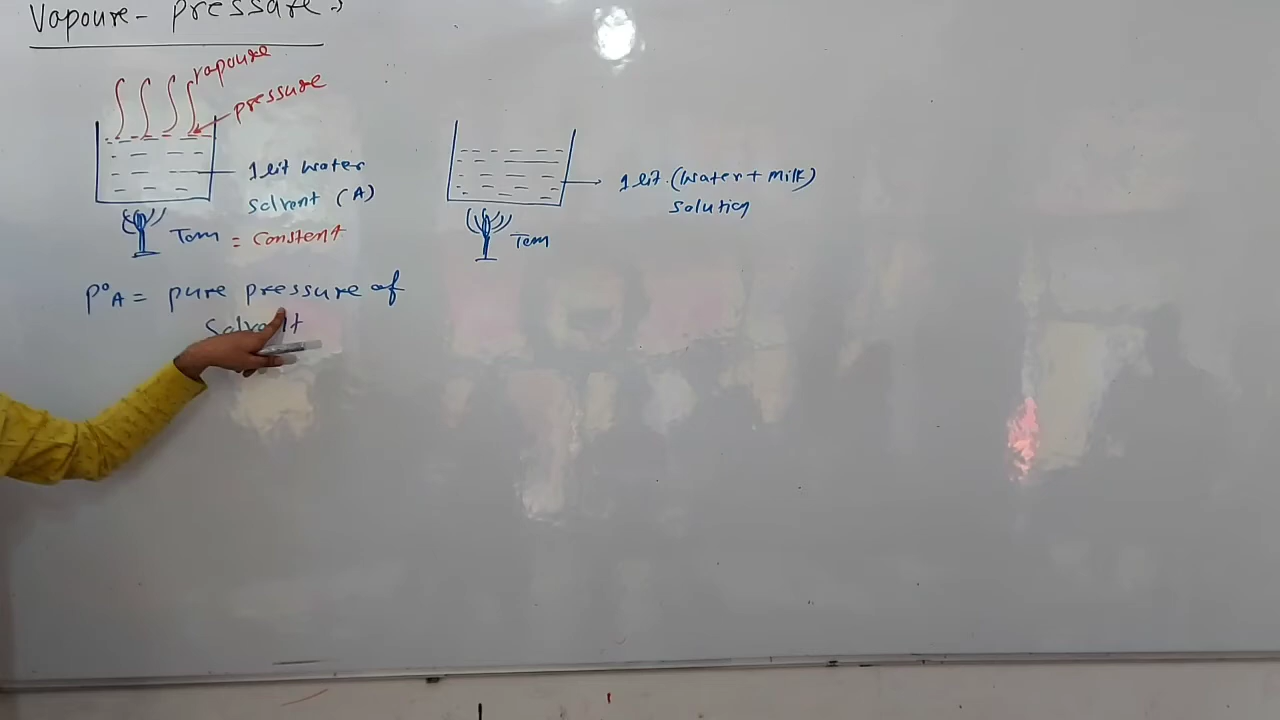 Vapoure - pressure,
vapoure
pressure
1 lit water
solvent (A)
Tem = constent
1 lit. (water + milk)
solution
Tem
P°A = pure pressure of
solvent